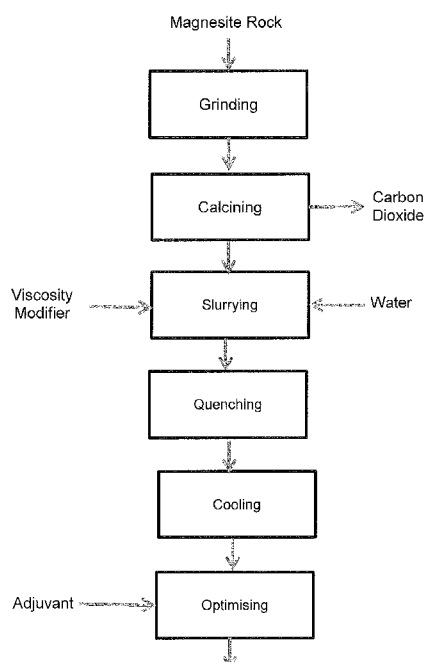 Magnesite Rock
Grinding
Calcining
Carbon
Dioxide
Viscosity
Modifier
Slurrying
Water
Quenching
Cooling
Adjuvant
Optimising